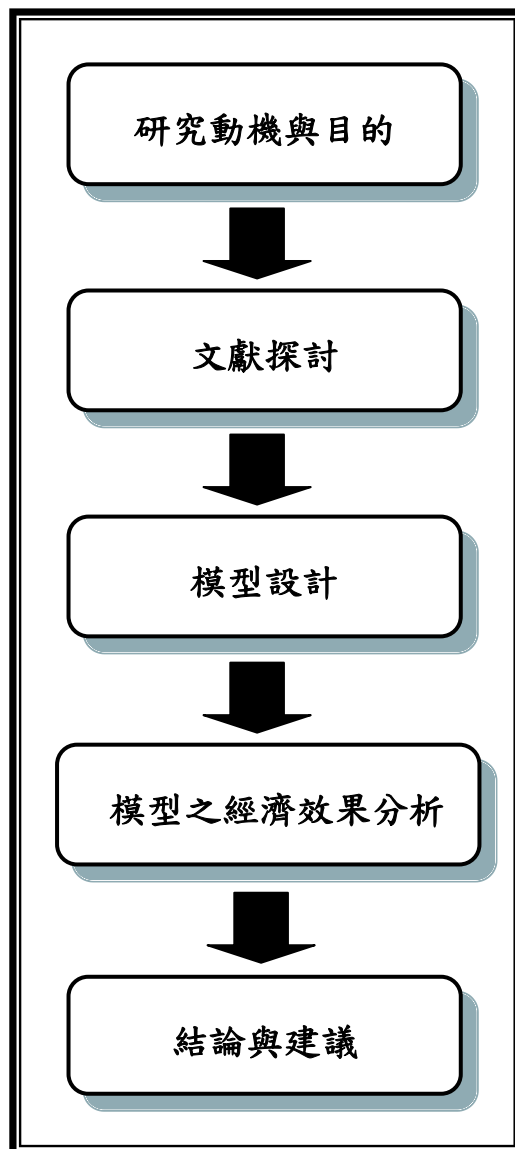 研究動機與目的
文獻探討
模型設計
模型之經濟效果分析
結論與建議